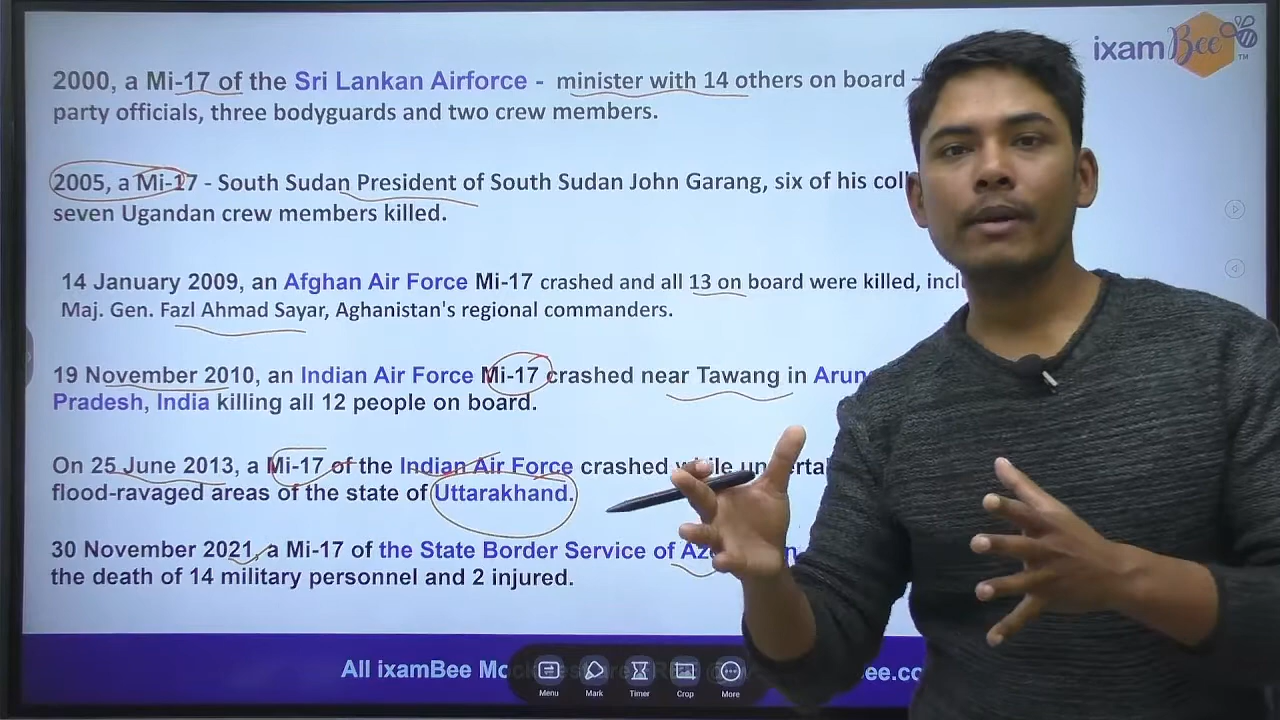 ixamBee™
2000, a Mi-17 of the Sri Lankan Airforce - minister with 14 others on board –
party officials, three bodyguards and two crew members.
2005, a Mi-17 - South Sudan President of South Sudan John Garang, six of his
seven Ugandan crew members killed.
14 January 2009, an Afghan Air Force Mi-17 crashed and all 13 on board were killed,
Maj. Gen. Fazl Ahmad Sayar, Aghanistan's regional commanders.
19 November 2010, an Indian Air Force Mi-17 crashed near Tawang in
Pradesh, India killing all 12 people on board.
On 25 June 2013, a Mi-17 of the Indian Air Force crashed while
flood-ravaged areas of the state of Uttarakhand.
30 November 2021, a Mi-17 of the State Border Service of
the death of 14 military personnel and 2 injured.
All ixamBee
Menu Mark Timer Crop More